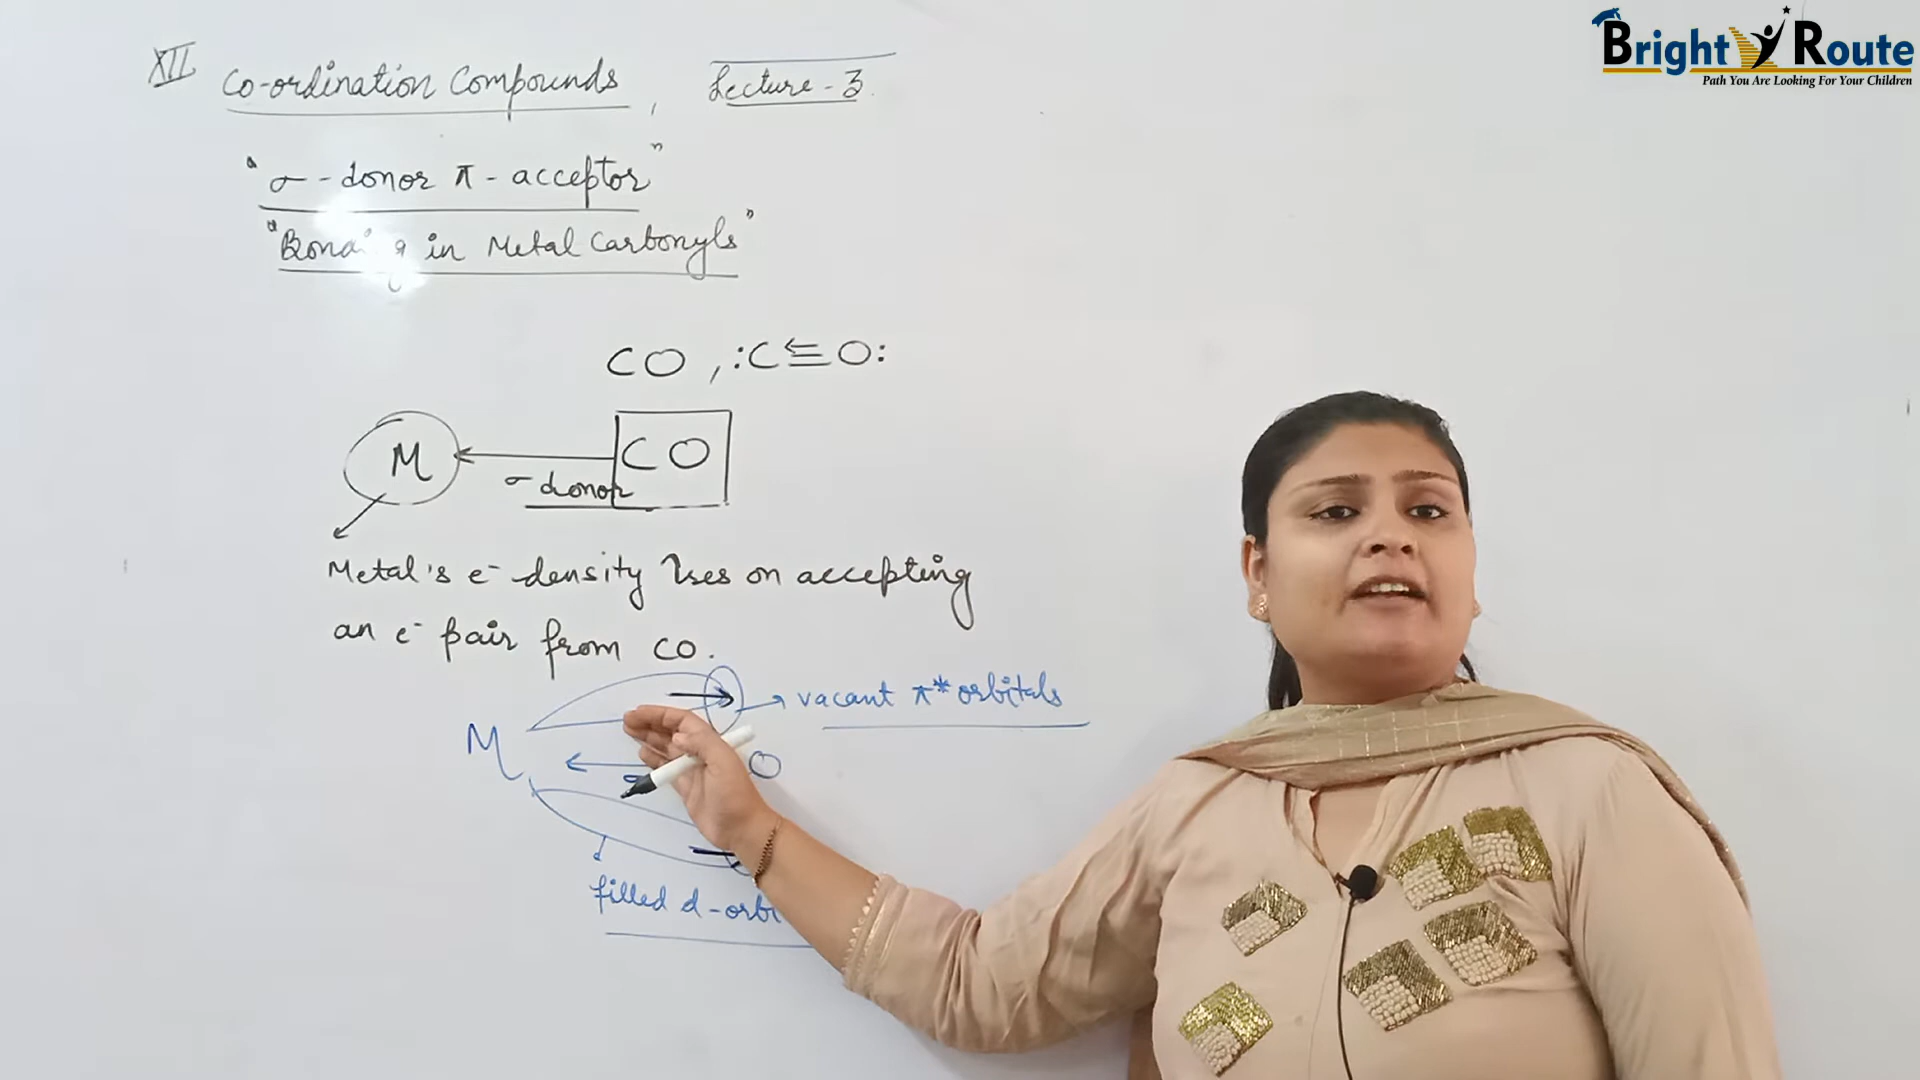 XII
Co-ordination Compounds, Lecture - 3.
"σ - donor π - acceptor"
"Bonding in Metal Carbonyls"
CO , :C≡O:
M CO
σ donor
Metal's e⁻ density rises on accepting
an e⁻ pair from CO.
vacant π* orbitals
M O
filled d-orbi
Bright Route
Path You Are Looking For Your Children